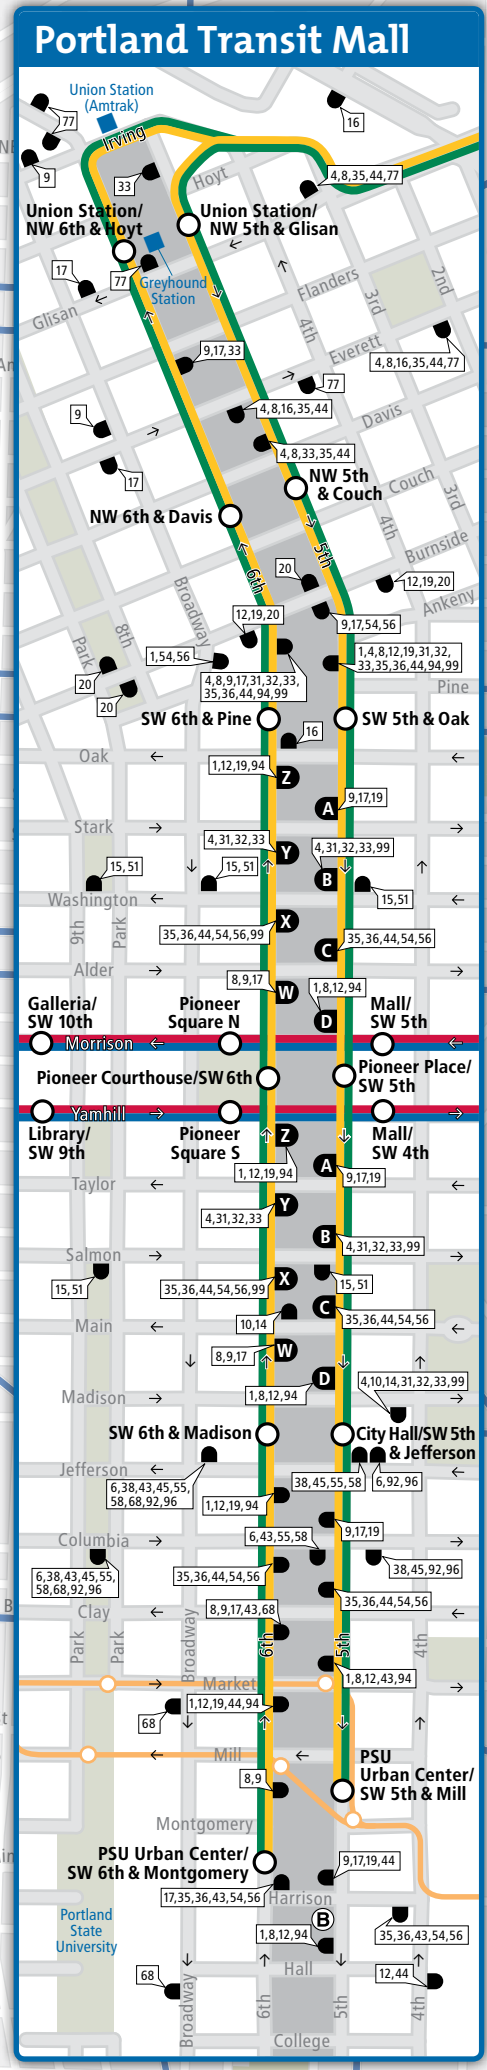 Portland Transit Mall
Union Station
(Amtrak)
77
16
Irving
9
33
4,8,35,44,77
Hoyt
Union Station/
NW 6th & Hoyt
Union Station/
NW 5th & Glisan
17
77
Greyhound
Station
Flanders
2nd
3rd
Glisan
4th
Everett
9,17,33
4,8,16,35,44,77
77
9
4,8,16,35,44
Davis
4,8,33,35,44
17
NW 5th
& Couch
Couch
3rd
NW 6th & Davis
4th
5th
Burnside
20
6th
12,19,20
Ankeny
Broadway
12,19,20
9,17,54,56
8th
Park
1,54,56
1,4,8,12,19,31,32,
33,35,36,44,94,99
4,8,9,17,31,32,33,
35,36,44,94,99
20
Pine
20
SW 6th & Pine
SW 5th & Oak
16
Oak
1,12,19,94
Z
A
9,17,19
Stark
4,31,32,33
Y
4,31,32,33,99
B
15,51
15,51
15,51
Washington
9th
Park
35,36,44,54,56,99
X
35,36,44,54,56
C
Alder
8,9,17
W
1,8,12,94
D
Galleria/
SW 10th
Pioneer
Square N
Mall/
SW 5th
Morrison
Pioneer Courthouse/SW 6th
Pioneer Place/
SW 5th
Yamhill
Library/
SW 9th
Pioneer
Square S
Mall/
SW 4th
Z
1,12,19,94
A
9,17,19
Taylor
4,31,32,33
Y
B
4,31,32,33,99
Salmon
15,51
35,36,44,54,56,99
X
15,51
C
35,36,44,54,56
10,14
Main
8,9,17
W
D
1,8,12,94
4,10,14,31,32,33,99
Madison
SW 6th & Madison
City Hall/SW 5th
& Jefferson
Jefferson
6,38,43,45,55,
58,68,92,96
38,45,55,58
6,92,96
1,12,19,94
9,17,19
Columbia
6,43,55,58
6,38,43,45,55,
58,68,92,96
35,36,44,54,56
38,45,92,96
35,36,44,54,56
Clay
8,9,17,43,68
Park
Park
Broadway
6th
5th
4th
1,8,12,43,94
Market
1,12,19,44,94
68
Mill
8,9
PSU
Urban Center/
SW 5th & Mill
Montgomery
PSU Urban Center/
SW 6th & Montgomery
9,17,19,44
17,35,36,43,54,56
Harrison
Portland
State
University
B
1,8,12,94
35,36,43,54,56
Hall
68
12,44
Broadway
6th
5th
4th
College